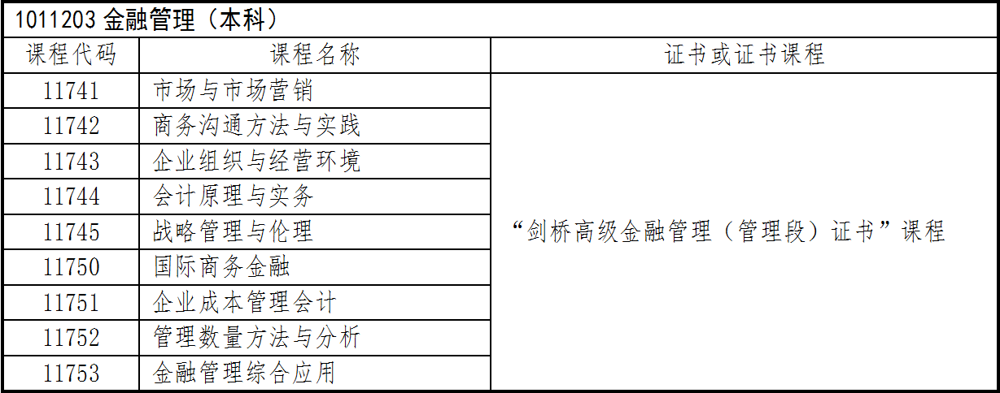 1011203 金融管理（本科）
课程代码 课程名称 证书或证书课程
11741 市场与市场营销
11742 商务沟通方法与实践
11743 企业组织与经营环境
11744 会计原理与实务
11745 战略管理与伦理
“剑桥高级金融管理（管理段）证书”课程
11750 国际商务金融
11751 企业成本管理会计
11752 管理数量方法与分析
11753 金融管理综合应用